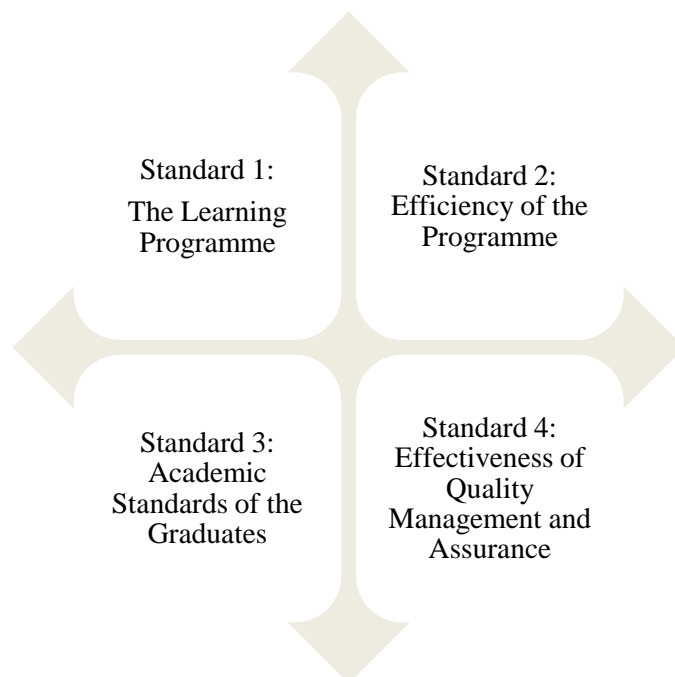 Standard 1:
The Learning
Programme
Standard 2:
Efficiency of the
Programme
Standard 3:
Academic
Standards of the
Graduates
Standard 4:
Effectiveness of
Quality
Management and
Assurance